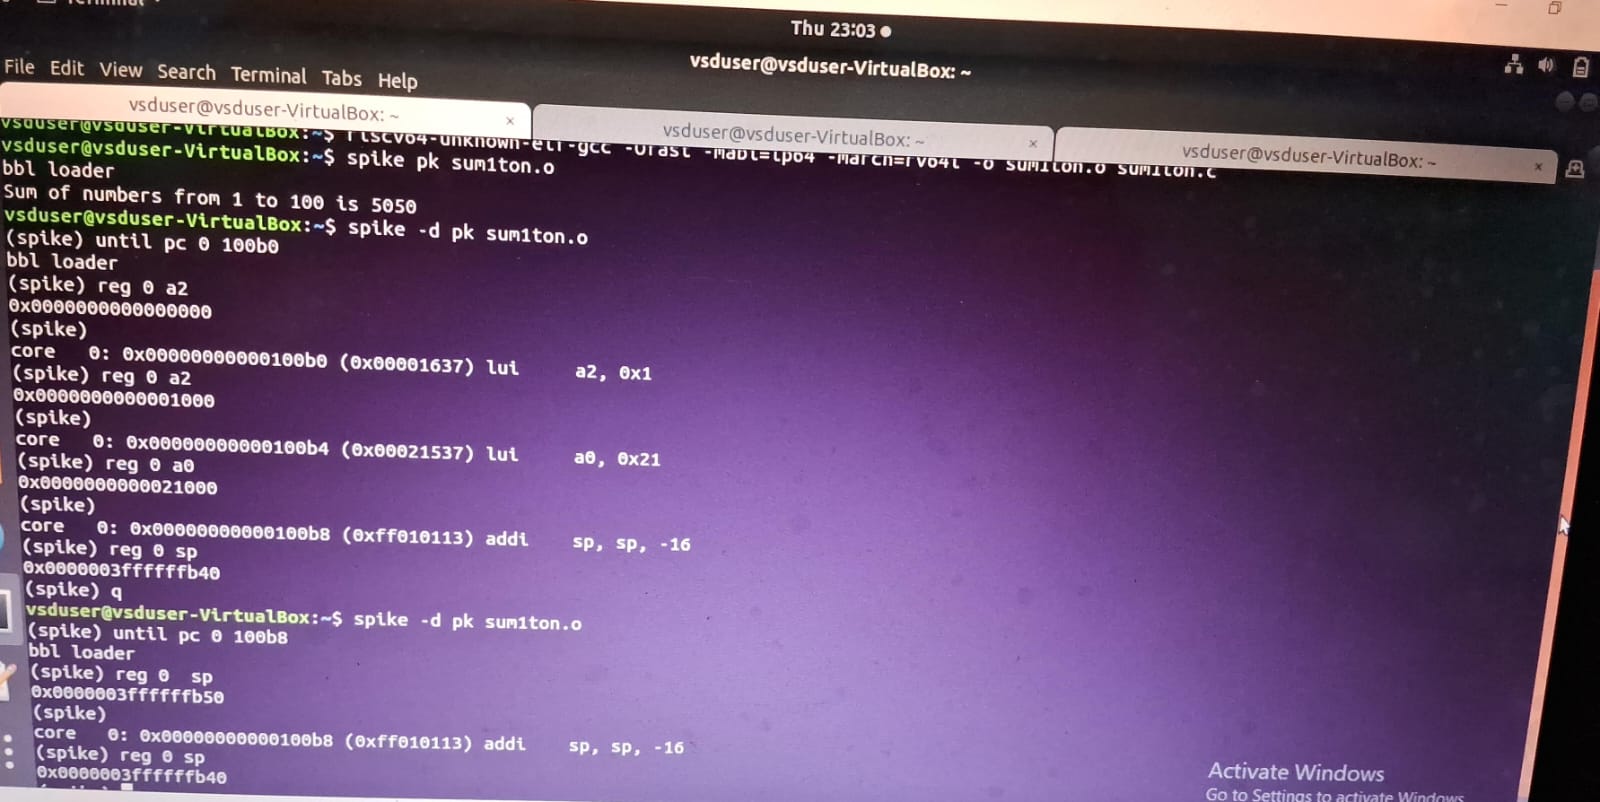 Terminal
Thu 23:03
vsduser@vsduser-VirtualBox: ~
File Edit View Search Terminal Tabs Help
vsduser@vsduser-VirtualBox: ~ ×
vsduser@vsduser-VirtualBox: ~ ×
vsduser@vsduser-VirtualBox: ~ ×
vsduser@vsduser-VirtualBox:~$ riscv64-unknown-elf-gcc -Ofast -mabi=lp64 -march=rv64i -o sum1ton.o sum1ton.c
vsduser@vsduser-VirtualBox:~$ spike pk sum1ton.o
bbl loader
Sum of numbers from 1 to 100 is 5050
vsduser@vsduser-VirtualBox:~$ spike -d pk sum1ton.o
(spike) until pc 0 100b0
bbl loader
(spike) reg 0 a2
0x0000000000000000
(spike)
core 0: 0x00000000000100b0 (0x00001637) lui a2, 0x1
(spike) reg 0 a2
0x0000000000001000
(spike)
core 0: 0x00000000000100b4 (0x00021537) lui a0, 0x21
(spike) reg 0 a0
0x0000000000021000
(spike)
core 0: 0x00000000000100b8 (0xff010113) addi sp, sp, -16
(spike) reg 0 sp
0x0000003ffffffb40
(spike) q
vsduser@vsduser-VirtualBox:~$ spike -d pk sum1ton.o
(spike) until pc 0 100b8
bbl loader
(spike) reg 0 sp
0x0000003ffffffb50
(spike)
core 0: 0x00000000000100b8 (0xff010113) addi sp, sp, -16
(spike) reg 0 sp
0x0000003ffffffb40
Activate Windows
Go to Settings to activate Windows